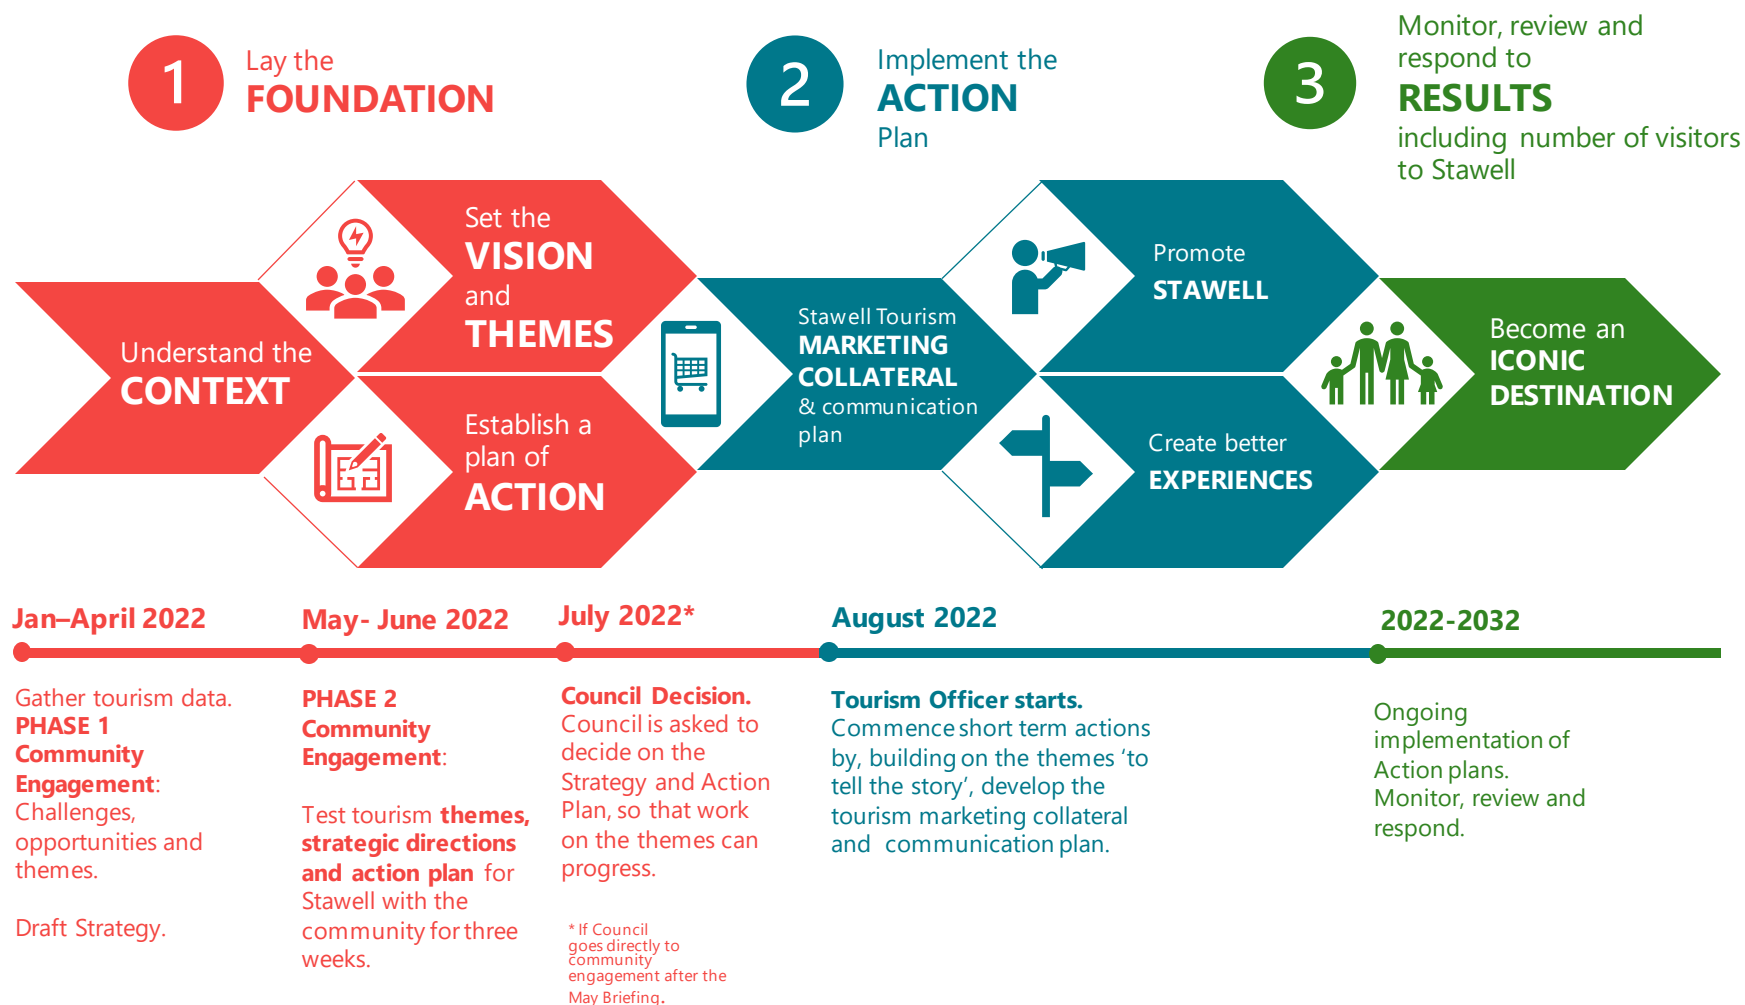 1
Lay the
FOUNDATION
2
Implement the
ACTION
Plan
3
Monitor, review and
respond to
RESULTS
including number of visitors
to Stawell
Understand the
CONTEXT
Set the
VISION
and
THEMES
Establish a
plan of
ACTION
Stawell Tourism
MARKETING
COLLATERAL
& communication
plan
Promote
STAWELL
Create better
EXPERIENCES
Become an
ICONIC
DESTINATION
Jan–April 2022
Gather tourism data.
PHASE 1
Community
Engagement:
Challenges,
opportunities and
themes.
Draft Strategy.
May- June 2022
PHASE 2
Community
Engagement:
Test tourism themes,
strategic directions
and action plan for
Stawell with the
community for three
weeks.
July 2022*
Council Decision.
Council is asked to
decide on the
Strategy and Action
Plan, so that work
on the themes can
progress.
* If Council
goes directly to
community
engagement after the
May Briefing.
August 2022
Tourism Officer starts.
Commence short term actions
by, building on the themes ‘to
tell the story’, develop the
tourism marketing collateral
and communication plan.
2022-2032
Ongoing
implementation of
Action plans.
Monitor, review and
respond.